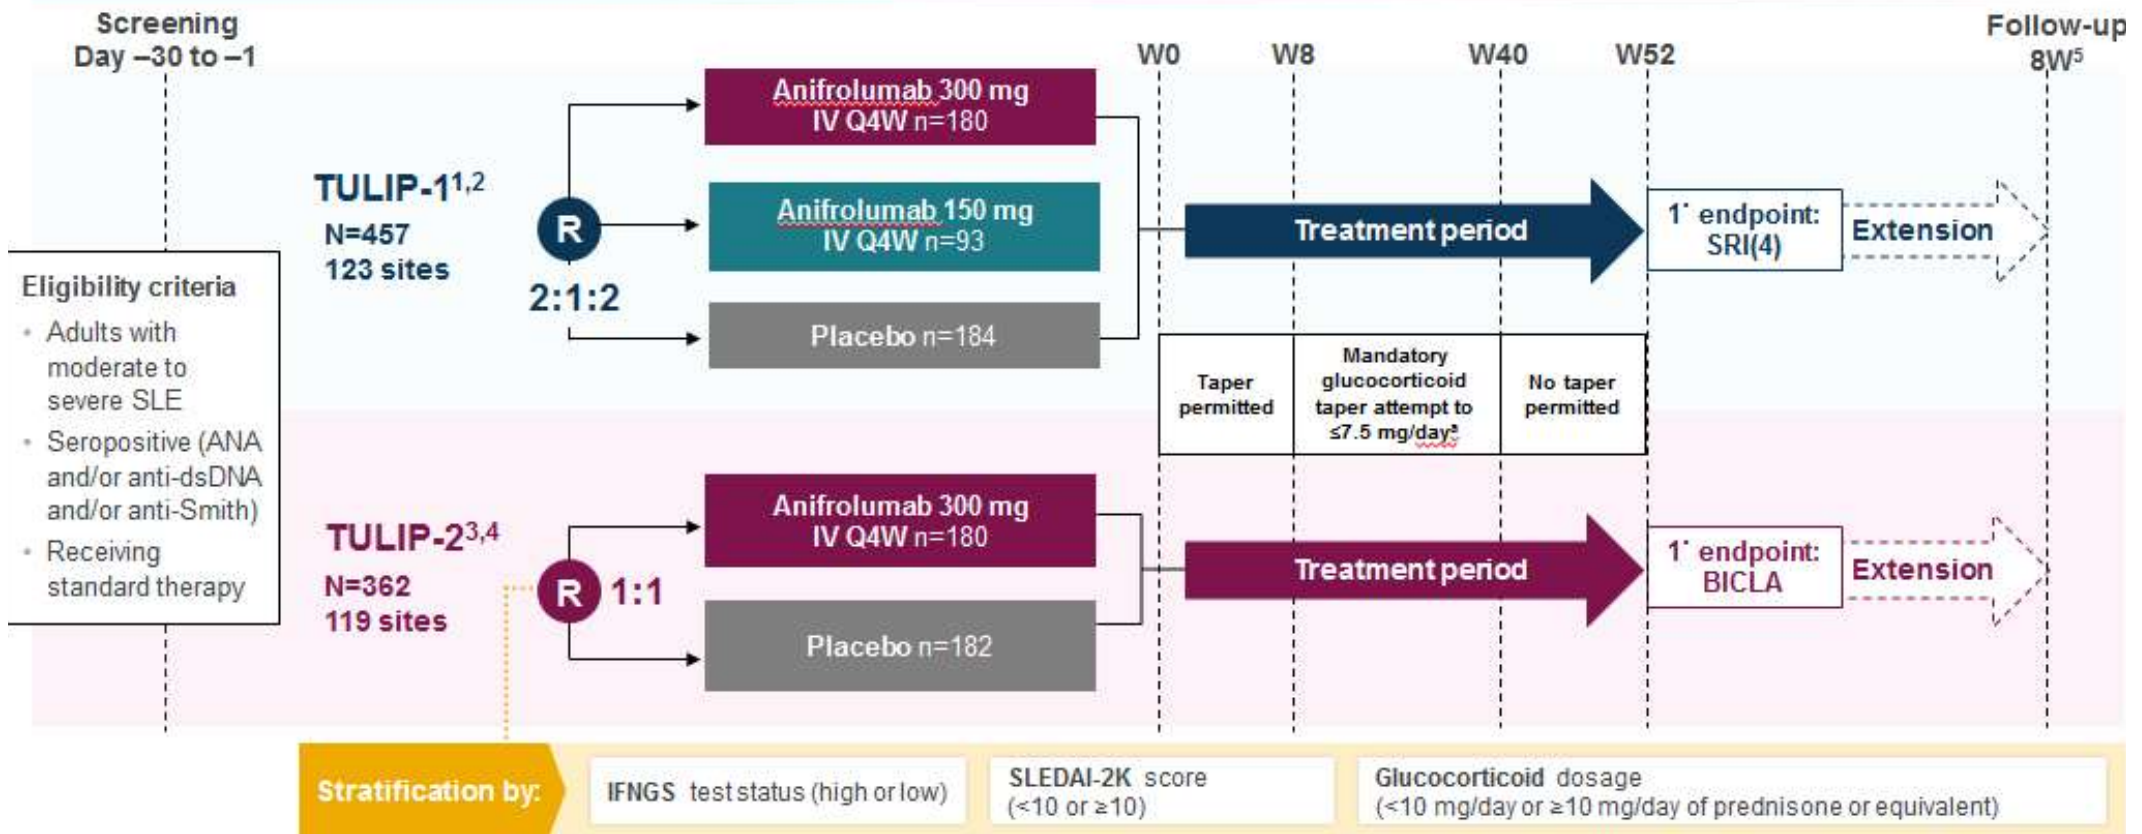 Screening
Day –30 to –1
W0
W8
W40
W52
Follow-up
8W5
Eligibility criteria
• Adults with
moderate to
severe SLE
• Seropositive (ANA
and/or anti-dsDNA
and/or anti-Smith)
• Receiving
standard therapy
TULIP-11,2
N=457
123 sites
R
2:1:2
Anifrolumab 300 mg
IV Q4W n=180
Anifrolumab 150 mg
IV Q4W n=93
Placebo n=184
Treatment period
1˚ endpoint:
SRI(4)
Extension
Taper
permitted
Mandatory
glucocorticoid
taper attempt to
≤7.5 mg/dayª
No taper
permitted
TULIP-23,4
N=362
119 sites
R
1:1
Anifrolumab 300 mg
IV Q4W n=180
Placebo n=182
Treatment period
1˚ endpoint:
BICLA
Extension
Stratification by:
IFNGS test status (high or low)
SLEDAI-2K score
(<10 or ≥10)
Glucocorticoid dosage
(<10 mg/day or ≥10 mg/day of prednisone or equivalent)